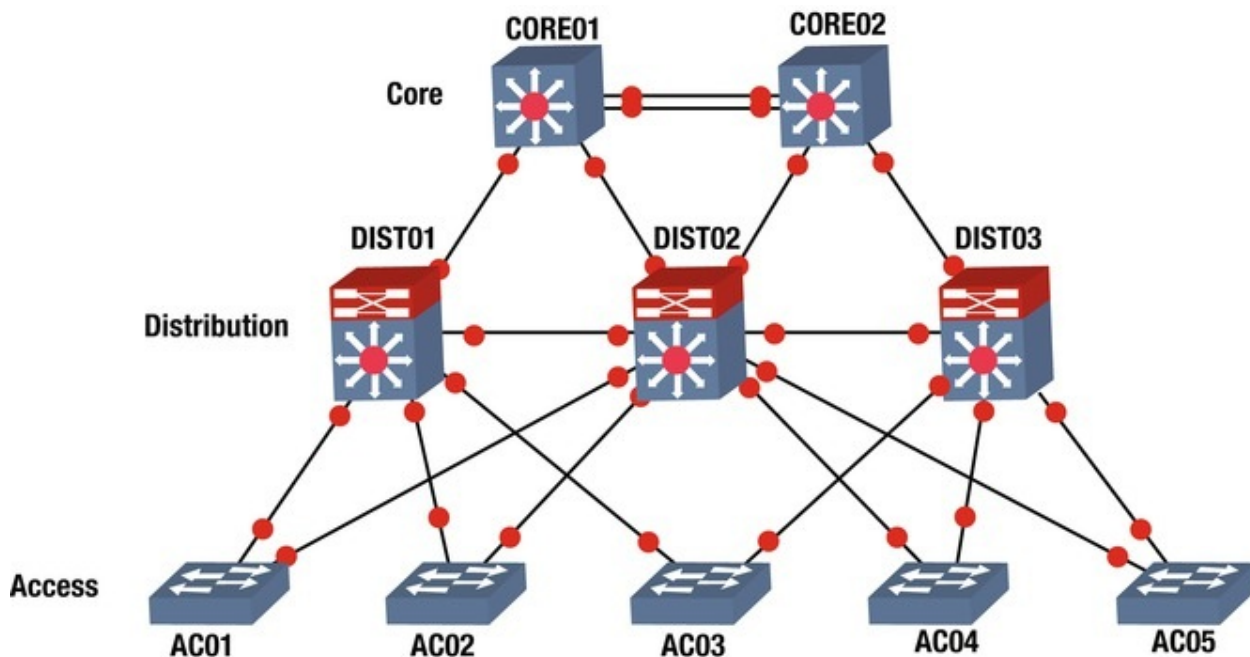 CORE01
CORE02
Core
DIST01
DIST02
DIST03
Distribution
Access
AC01
AC02
AC03
AC04
AC05